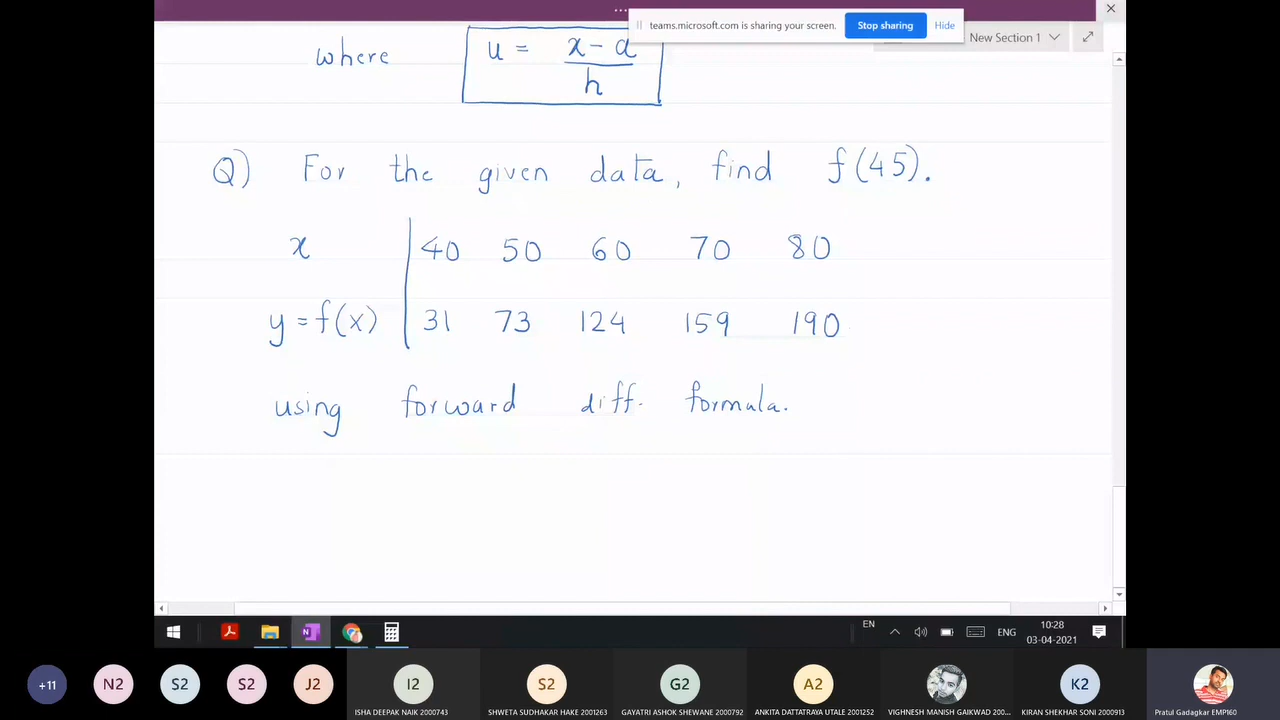 teams.microsoft.com is sharing your screen. Stop sharing Hide
New Section 1
where u = x - a / h
Q) For the given data, find f(45).
x 40 50 60 70 80
y = f(x) 31 73 124 159 190
using forward diff. formula.
EN ENG 10:28
03-04-2021
+11 N2 S2 S2 J2 I2 S2 G2 A2 K2
ISHA DEEPAK NAIK 2000743 SHWETA SUDHAKAR HAKE 2001263 GAYATRI ASHOK SHEWANE 2000792 ANKITA DATTATRAYA UTALE 2001252 VIGHNESH MANISH GAIKWAD 200... KIRAN SHEKHAR SONI 2000913 Pratul Gadagkar EMP160